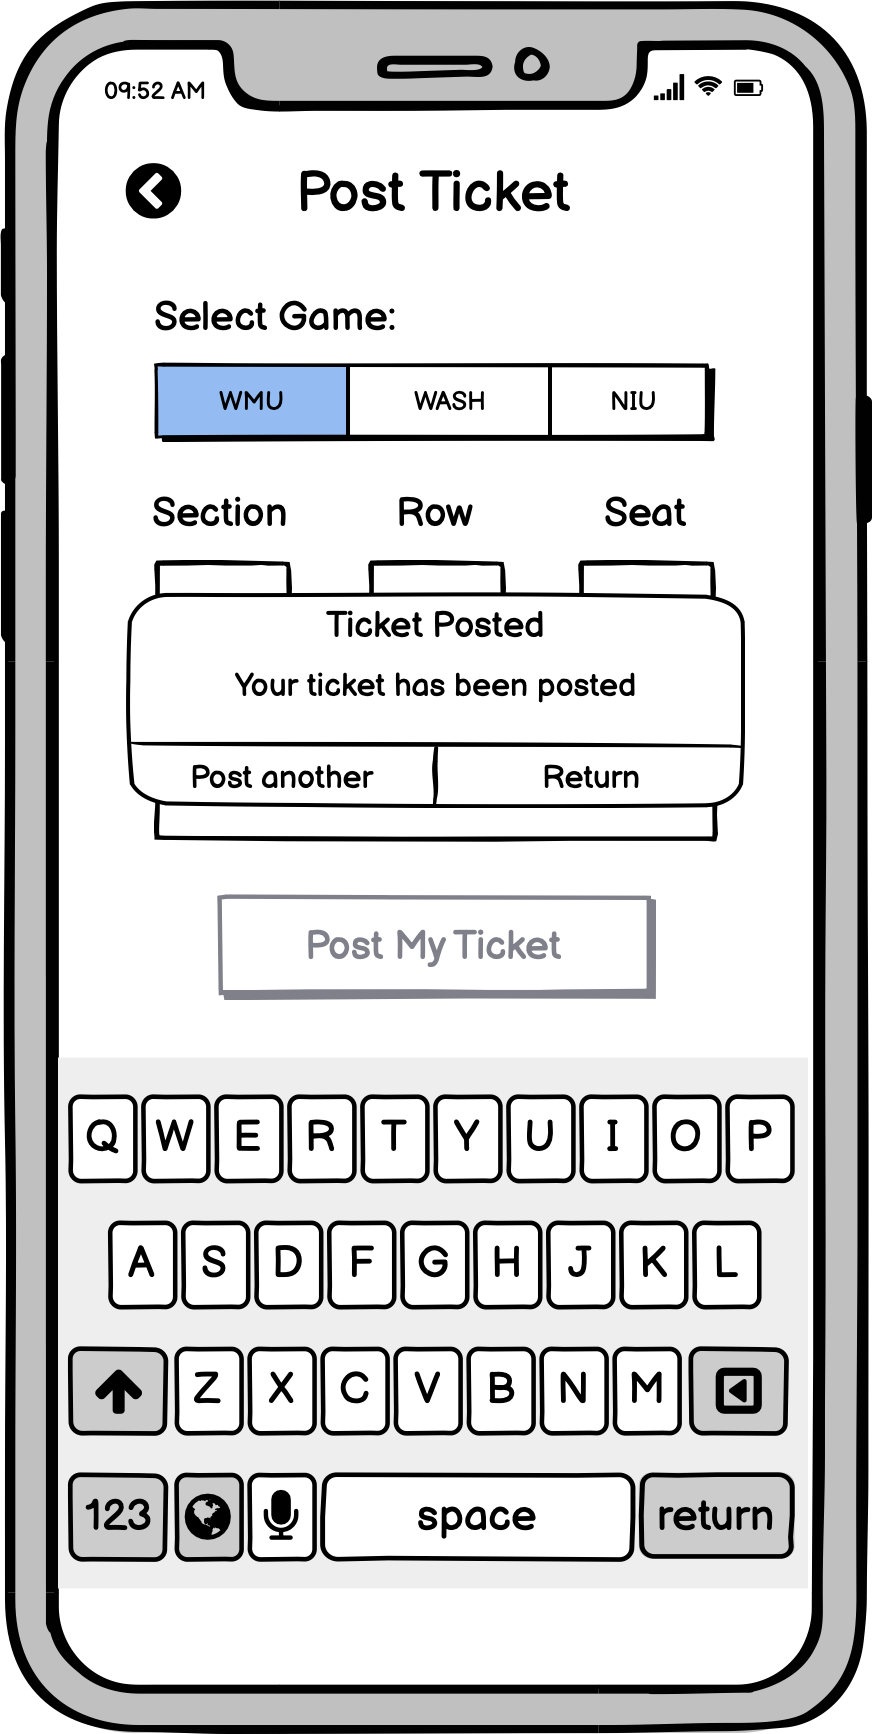 09:52 AM
Post Ticket
Select Game:
WMU WASH NIU
Section Row Seat
Ticket Posted
Your ticket has been posted
Post another Return
Post My Ticket
Q W E R T Y U I O P
A S D F G H J K L
Z X C V B N M
123 space return